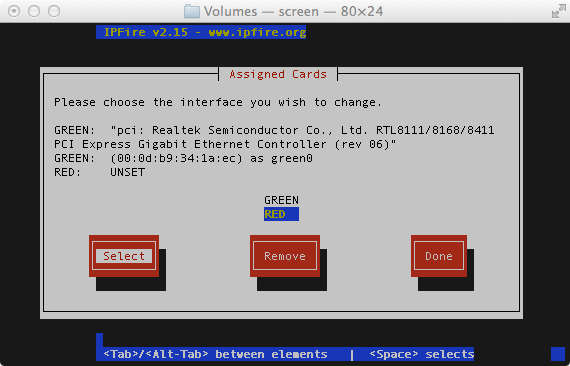 Volumes — screen — 80×24
IPFire v2.15 - www.ipfire.org
Assigned Cards
Please choose the interface you wish to change.
GREEN: "pci: Realtek Semiconductor Co., Ltd. RTL8111/8168/8411
PCI Express Gigabit Ethernet Controller (rev 06)"
GREEN: (00:0d:b9:34:1a:ec) as green0
RED: UNSET
GREEN
RED
Select Remove Done
<Tab>/<Alt-Tab> between elements | <Space> selects